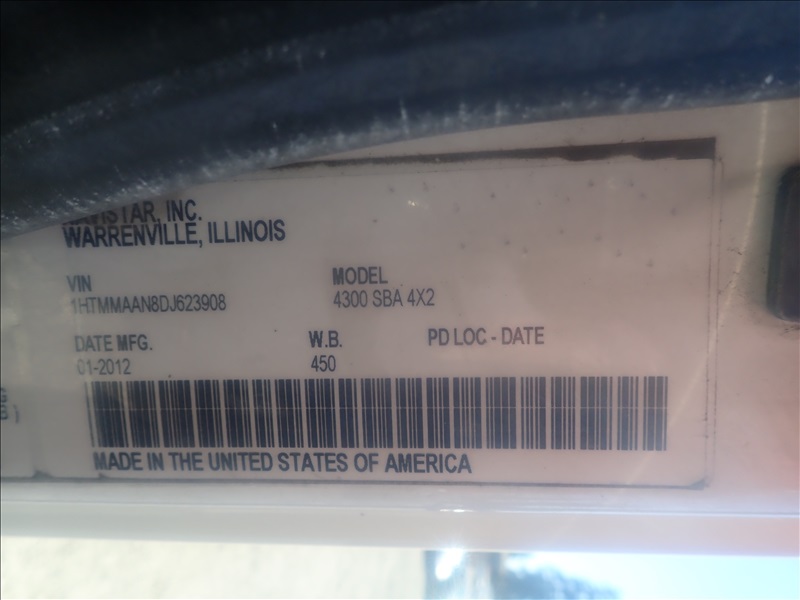 NAVISTAR, INC.
WARRENVILLE, ILLINOIS
VIN MODEL
1HTMMAAN8DJ623908 4300 SBA 4X2
DATE MFG. W.B. PD LOC - DATE
01-2012 450
MADE IN THE UNITED STATES OF AMERICA